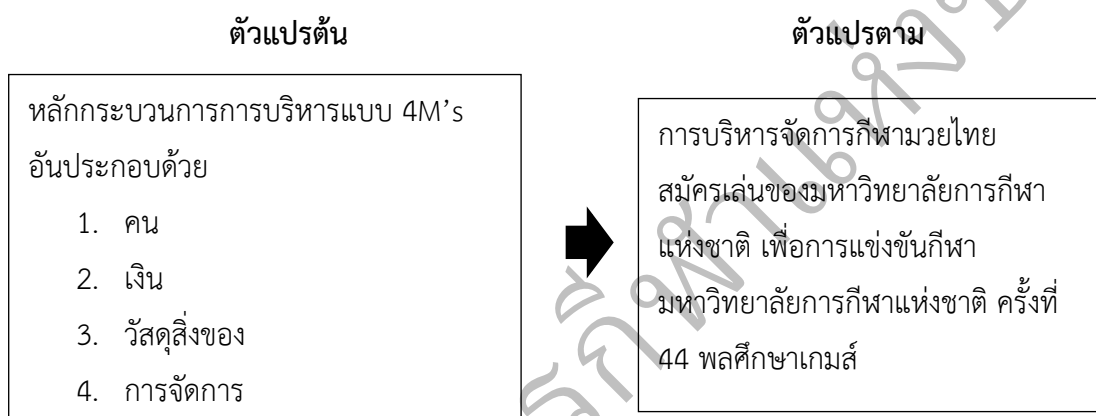 ตัวแปรต้น
ตัวแปรตาม
หลักกระบวนการการบริหารแบบ 4M’s
อันประกอบด้วย
1. คน
2. เงิน
3. วัสดุสิ่งของ
4. การจัดการ
การบริหารจัดการกีฬามวยไทย
สมัครเล่นของมหาวิทยาลัยการกีฬา
แห่งชาติ เพื่อการแข่งขันกีฬา
มหาวิทยาลัยการกีฬาแห่งชาติ ครั้งที่
44 พลศึกษาเกมส์